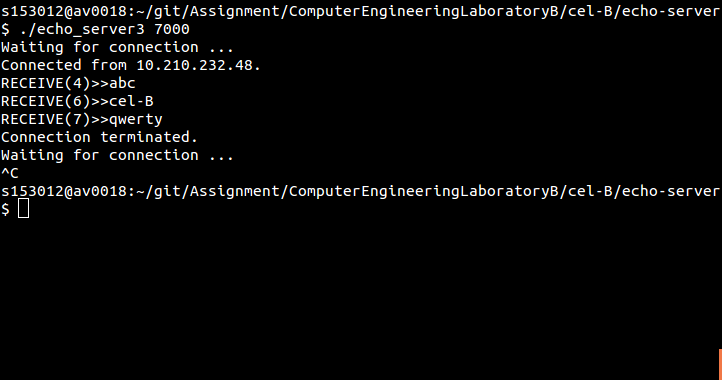 s153012@av0018:~/git/Assignment/ComputerEngineeringLaboratoryB/cel-B/echo-server
$ ./echo_server3 7000
Waiting for connection ...
Connected from 10.210.232.48.
RECEIVE(4)>>abc
RECEIVE(6)>>cel-B
RECEIVE(7)>>qwerty
Connection terminated.
Waiting for connection ...
^C
s153012@av0018:~/git/Assignment/ComputerEngineeringLaboratoryB/cel-B/echo-server
$